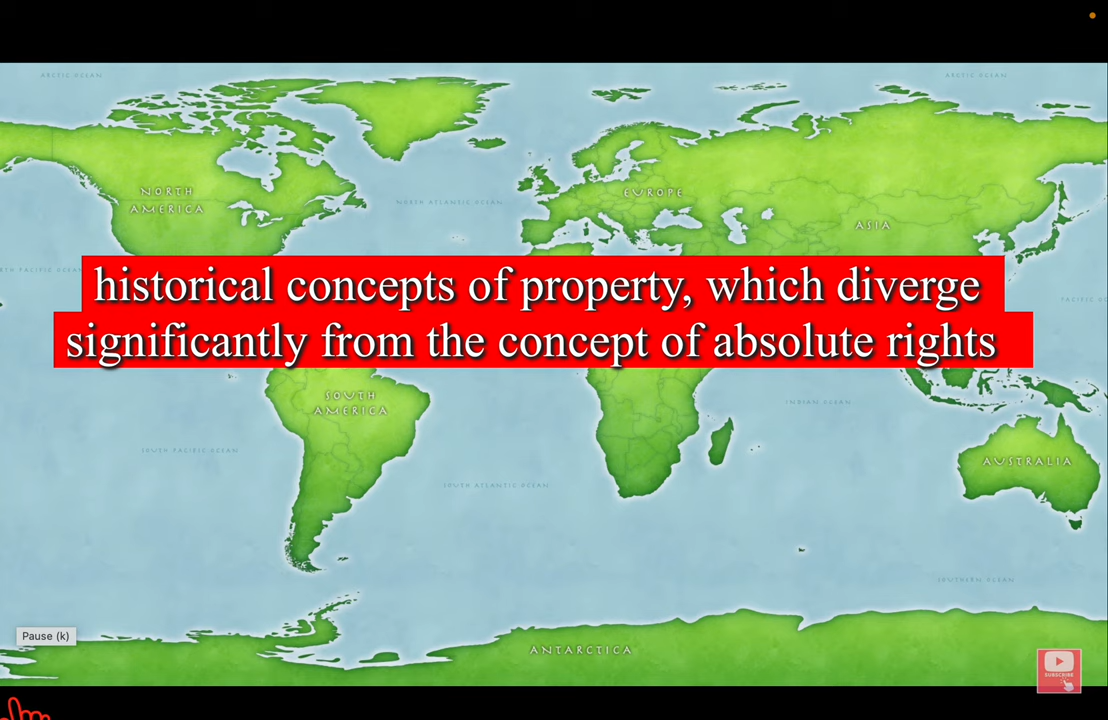 ARCTIC OCEAN
ARCTIC OCEAN
NORTH
AMERICA
NORTH ATLANTIC OCEAN
EUROPE
ASIA
PACIFIC
historical concepts of property, which diverge
significantly from the concept of absolute rights
SOUTH
AMERICA
INDIAN OCEAN
SOUTH PACIFIC OCEAN
SOUTH ATLANTIC OCEAN
AUSTRALIA
SOUTHERN OCEAN
Pause (k)
ANTARCTICA
SUBSCRIBE